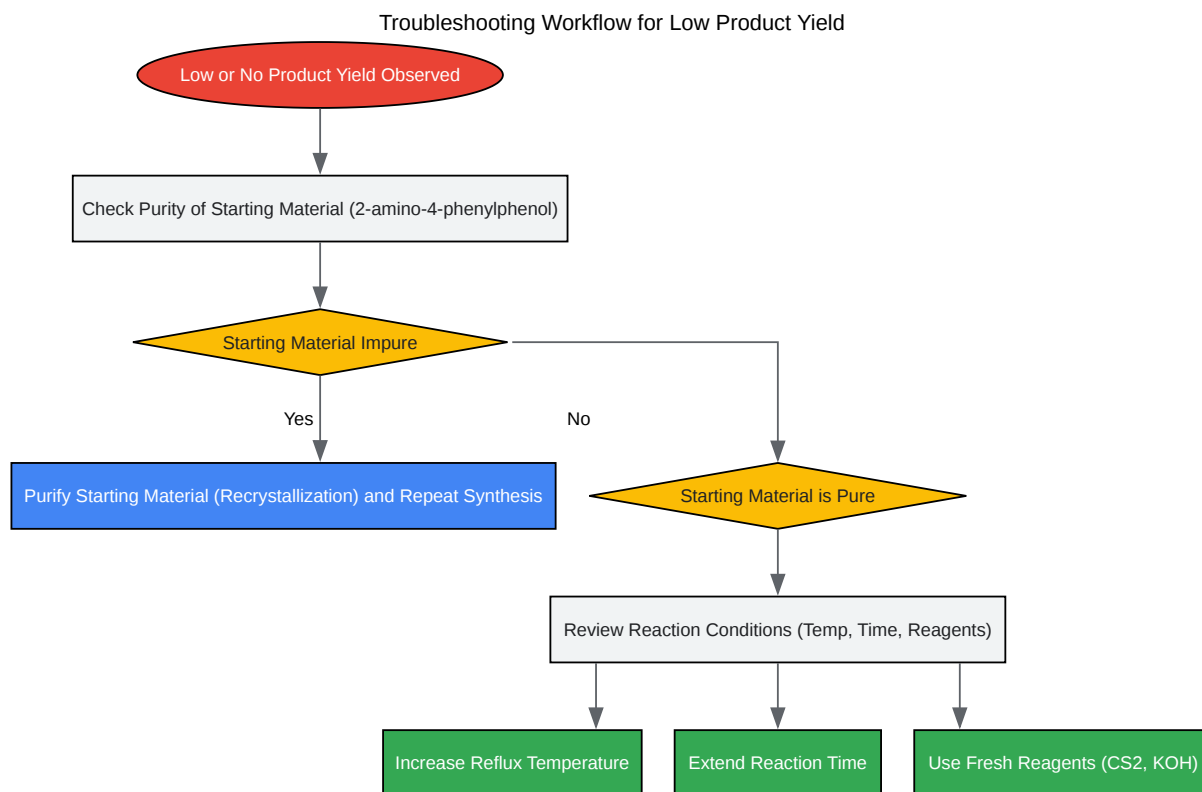 Troubleshooting Workflow for Low Product Yield
Low or No Product Yield Observed
Check Purity of Starting Material (2-amino-4-phenylphenol)
Starting Material Impure
Yes
No
Purify Starting Material (Recrystallization) and Repeat Synthesis
Starting Material is Pure
Review Reaction Conditions (Temp, Time, Reagents)
Increase Reflux Temperature
Extend Reaction Time
Use Fresh Reagents (CS2, KOH)